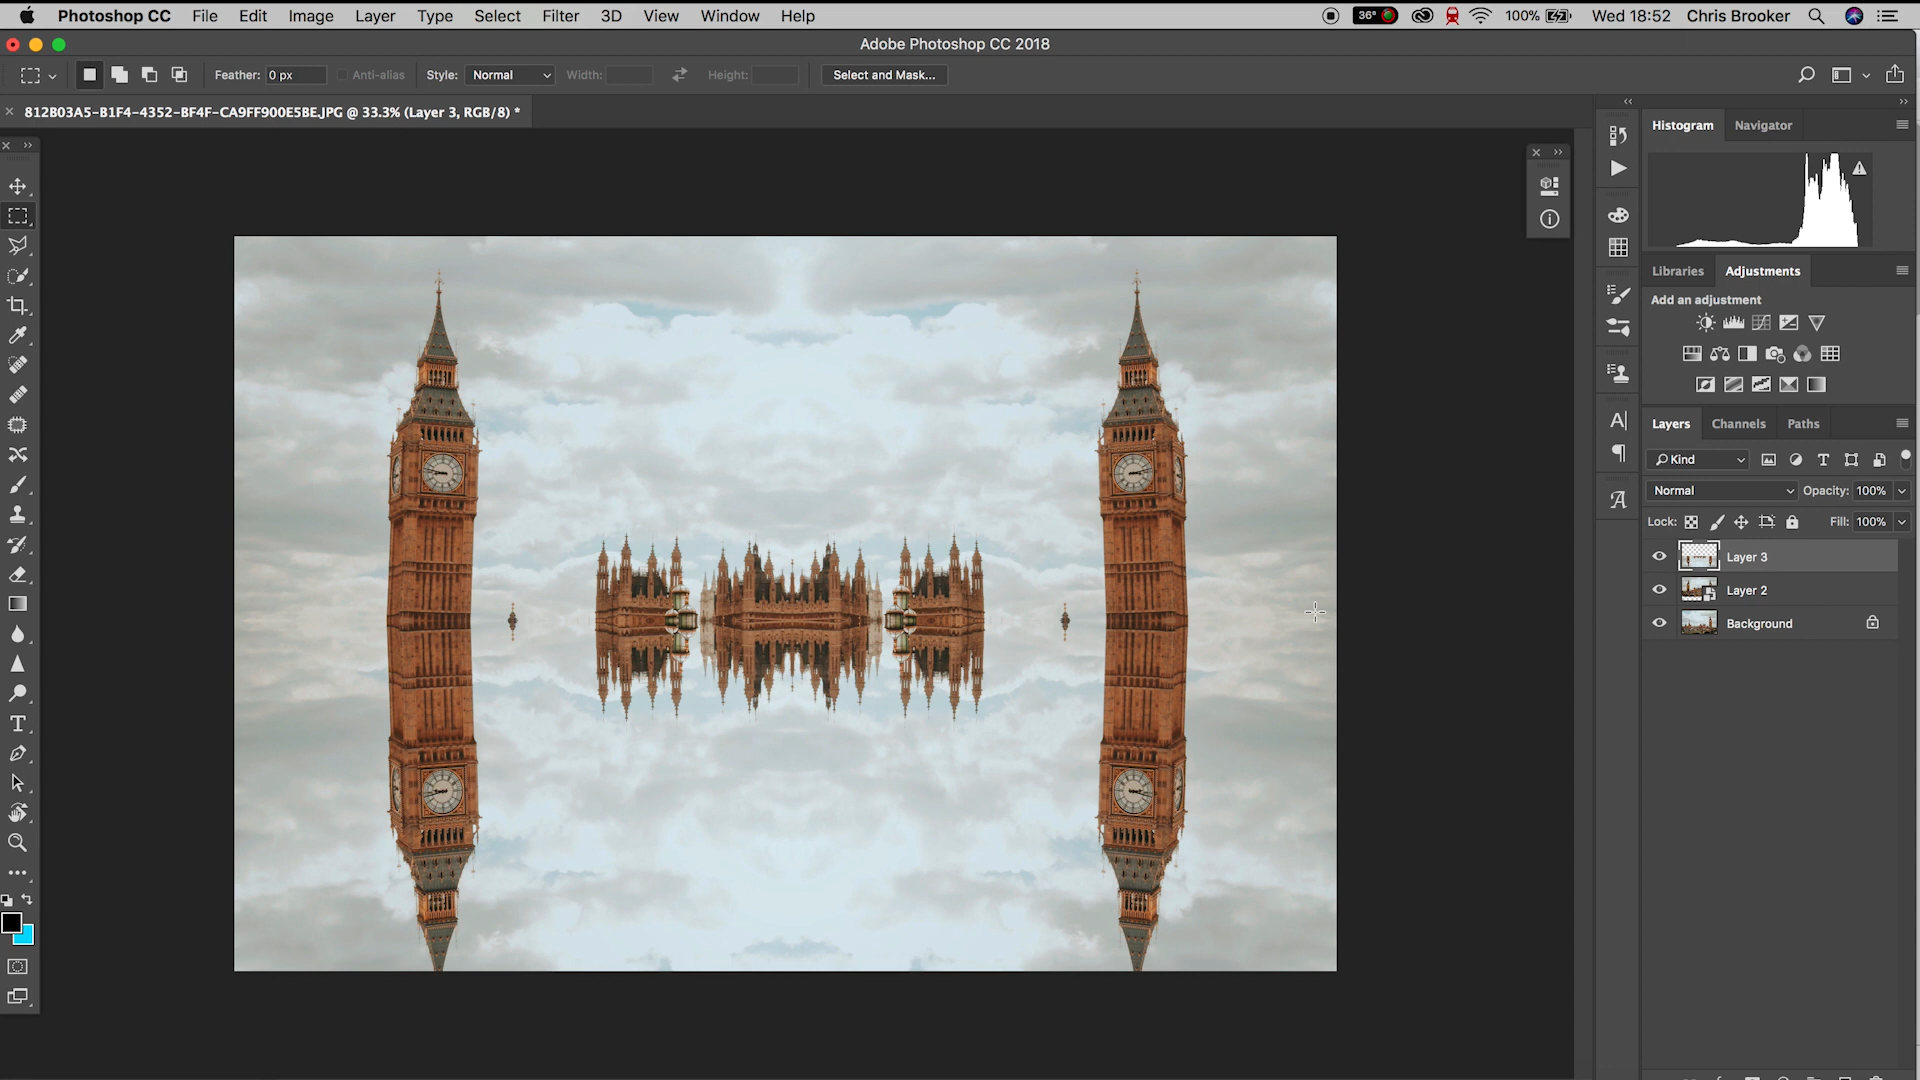 Photoshop CC File Edit Image Layer Type Select Filter 3D View Window Help 36° 100% Wed 18:52 Chris Brooker
Adobe Photoshop CC 2018
Feather: 0 px Anti-alias Style: Normal Width: Height: Select and Mask...
812B03A5-B1F4-4352-BF4F-CA9FF900E5BE.JPG @ 33.3% (Layer 3, RGB/8) *
Histogram Navigator
Libraries Adjustments
Add an adjustment
Layers Channels Paths
Kind
Normal Opacity: 100%
Lock: Fill: 100%
Layer 3
Layer 2
Background